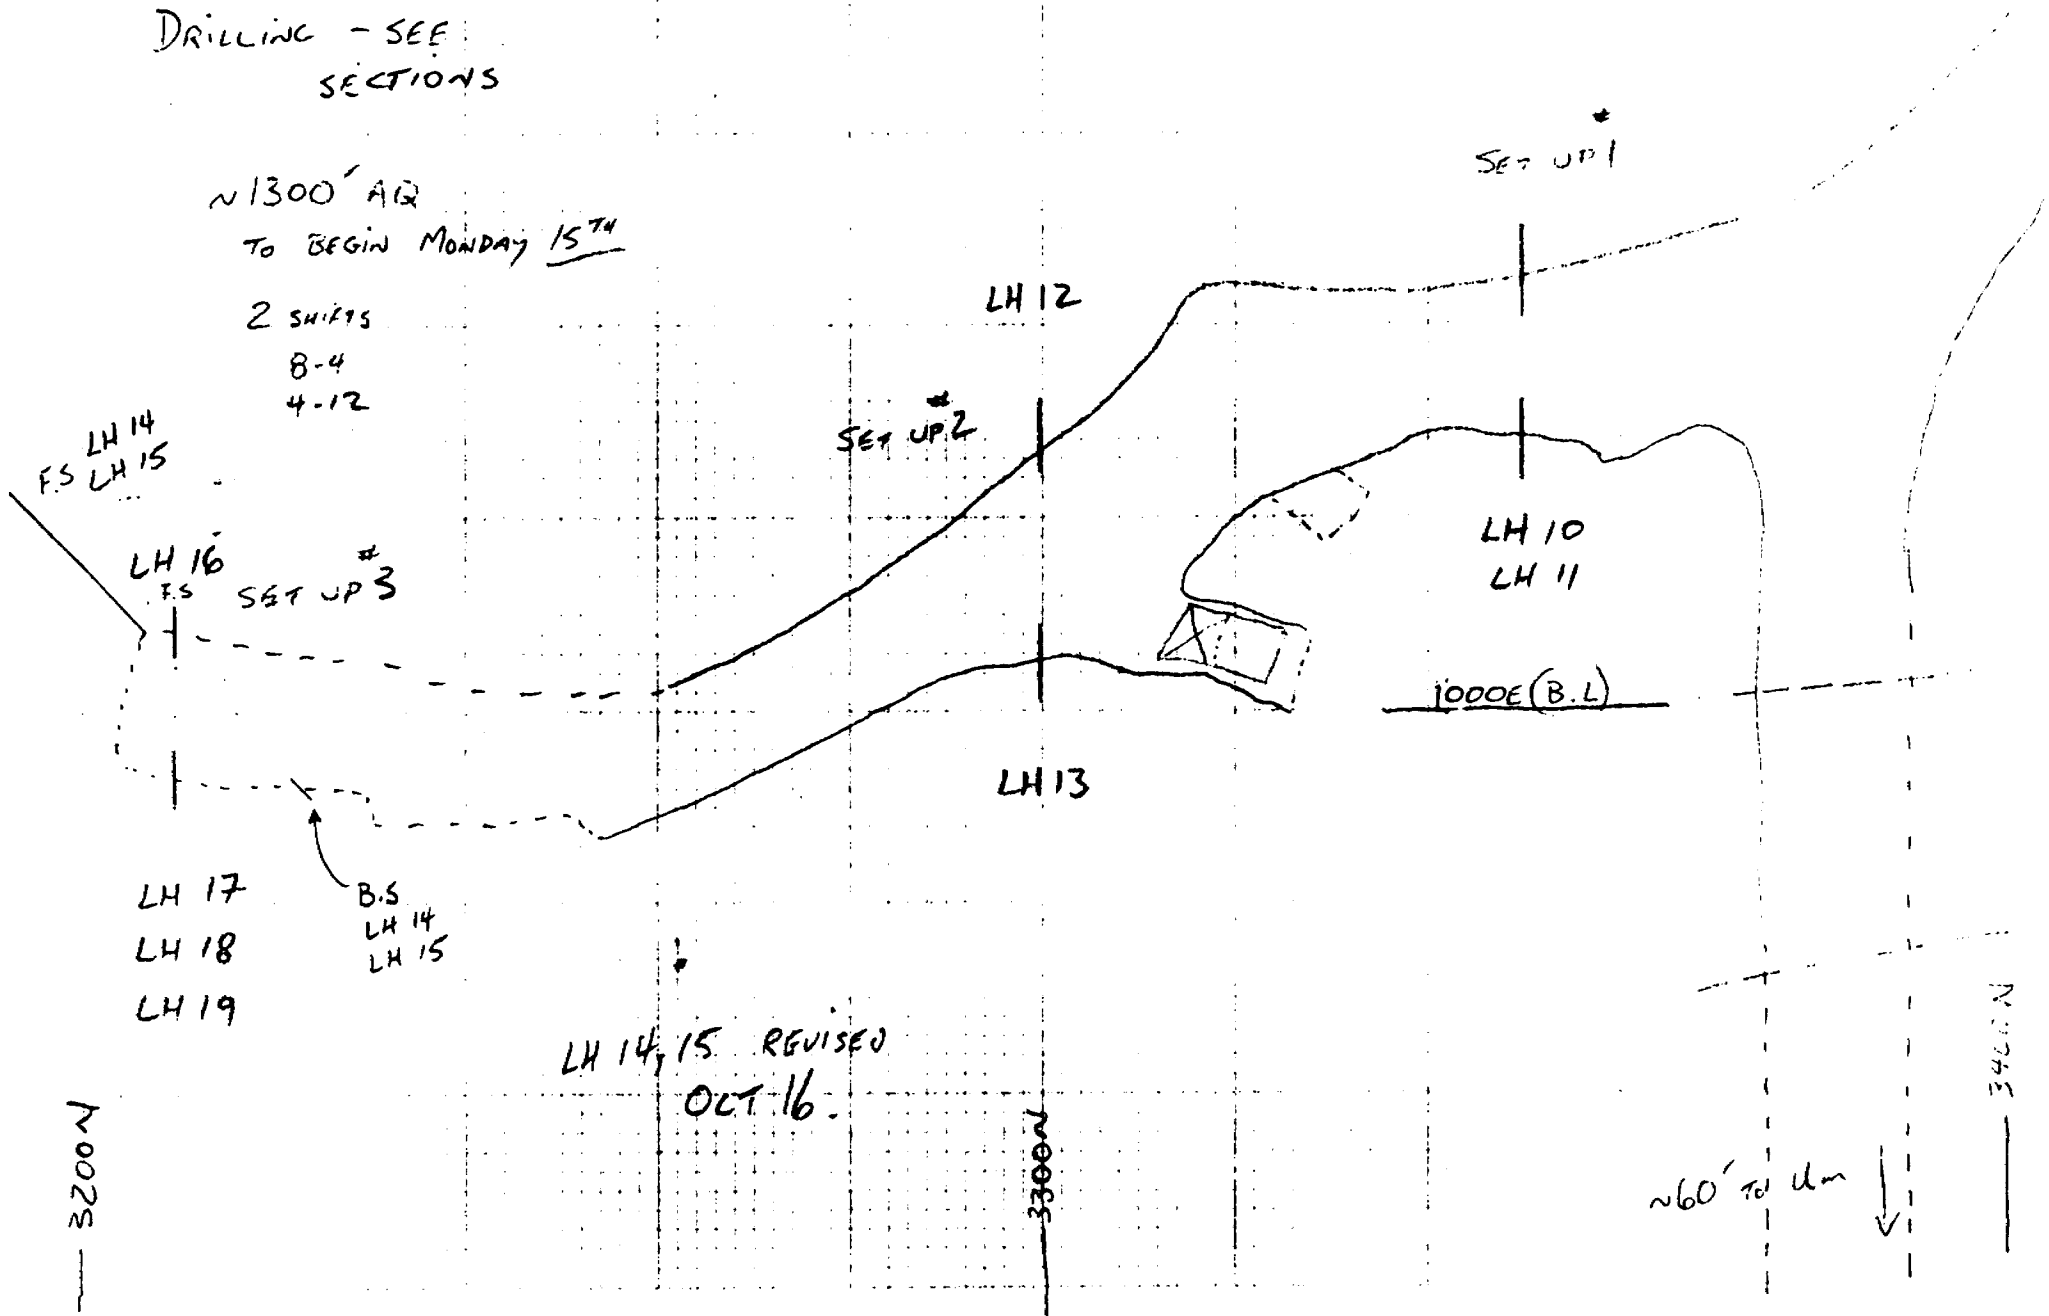 DRILLING - SEE
SECTIONS
~1300' AQ
TO BEGIN MONDAY 15TH
2 SHIFTS
8-4
4-12
SET UP #1
LH 12
SET UP #2
LH 14
F.S LH 15
LH 16
F.S
SET UP #3
LH 10
LH 11
1000E (B.L)
LH 13
LH 17
LH 18
LH 19
B.S
LH 14
LH 15
LH 14, 15 REVISED
OCT 16.
3200N
3300N
~60' TO